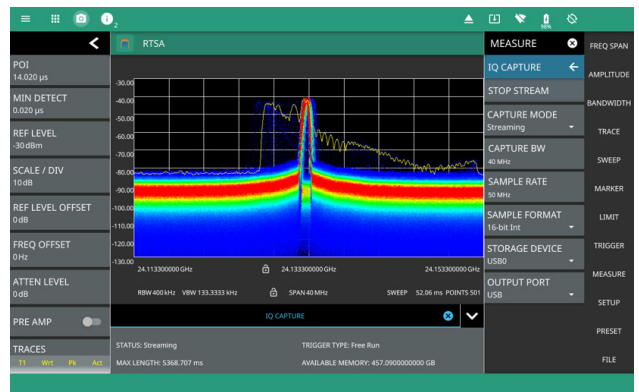 2
96%
RTSA
POI
14.020 µs
MIN DETECT
0.020 µs
REF LEVEL
-30 dBm
SCALE / DIV
10 dB
REF LEVEL OFFSET
0 dB
FREQ OFFSET
0 Hz
ATTEN LEVEL
0 dB
PRE AMP
TRACES
T1 Wrt Pk Act
-30.00
-40.00
-50.00
-60.00
-70.00
-80.00
-90.00
-100.00
-110.00
-120.00
-130.00
24.113300000 GHz 24.133300000 GHz 24.153300000 GHz
RBW 400 kHz VBW 133.3333 kHz SPAN 40 MHz SWEEP 52.06 ms POINTS 501
IQ CAPTURE
STATUS: Streaming TRIGGER TYPE: Free Run
MAX LENGTH: 5368.707 ms AVAILABLE MEMORY: 457.0900000000 GB
MEASURE
IQ CAPTURE
STOP STREAM
CAPTURE MODE
Streaming
CAPTURE BW
40 MHz
SAMPLE RATE
50 MHz
SAMPLE FORMAT
16-bit Int
STORAGE DEVICE
USB0
OUTPUT PORT
USB
FREQ SPAN
AMPLITUDE
BANDWIDTH
TRACE
SWEEP
MARKER
LIMIT
TRIGGER
MEASURE
SETUP
PRESET
FILE